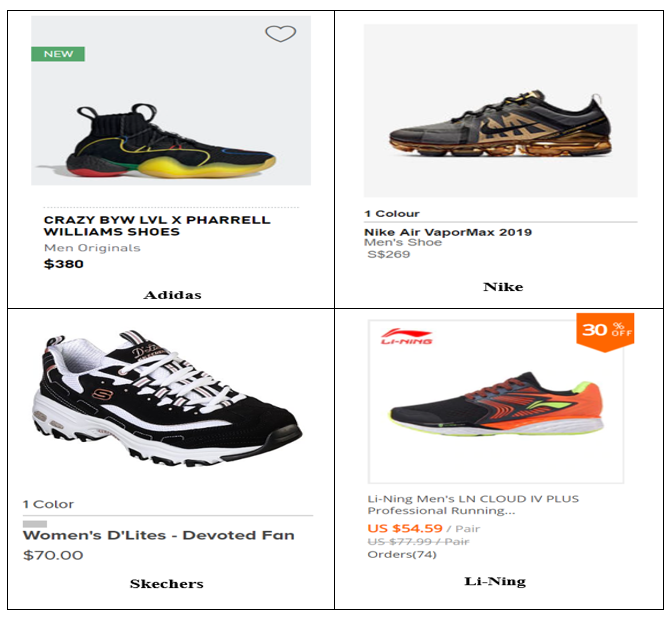 NEW
CRAZY BYW LVL X PHARRELL
WILLIAMS SHOES
Men Originals
$380
Adidas
1 Colour
Nike Air VaporMax 2019
Men's Shoe
S$269
Nike
D'Lites
S
1 Color
Women's D'Lites - Devoted Fan
$70.00
Skechers
LI-NING
30 % OFF
Li-Ning Men's LN CLOUD IV PLUS
Professional Running...
US $54.59 / Pair
US $77.99 / Pair
Orders(74)
Li-Ning